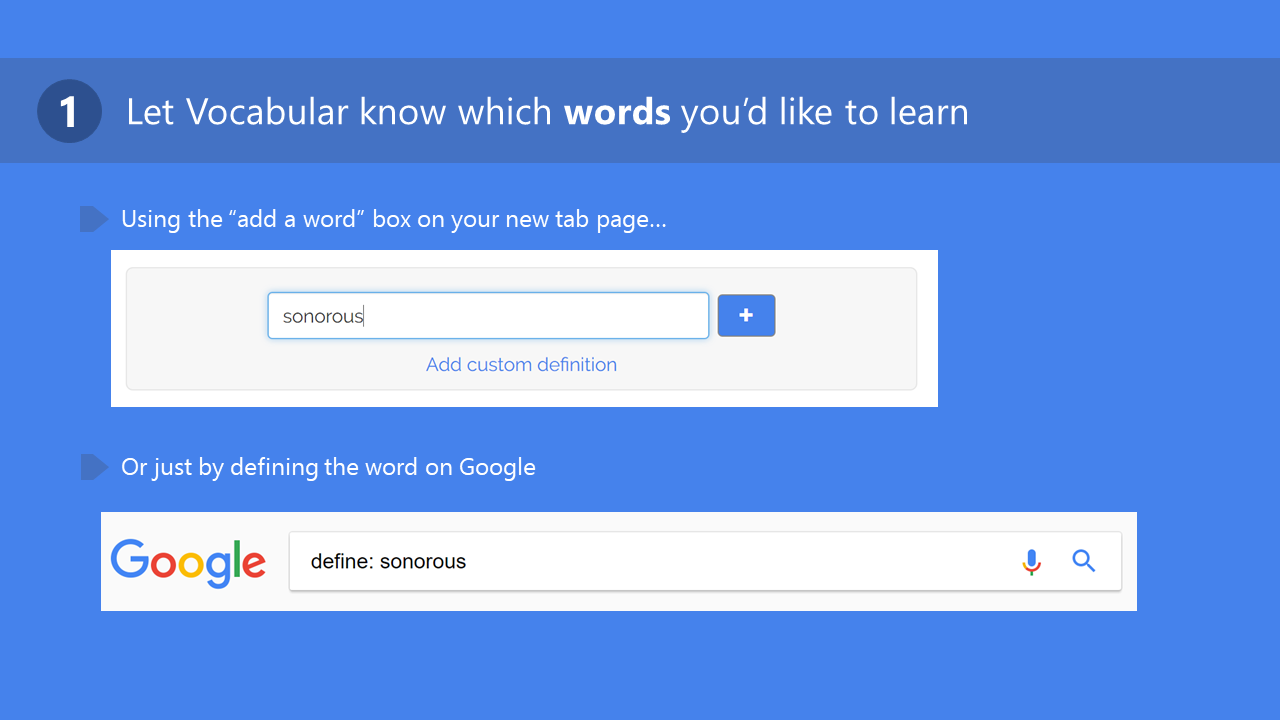 1 Let Vocabular know which words you’d like to learn
Using the “add a word” box on your new tab page...
sonorous
+
Add custom definition
Or just by defining the word on Google
Google define: sonorous